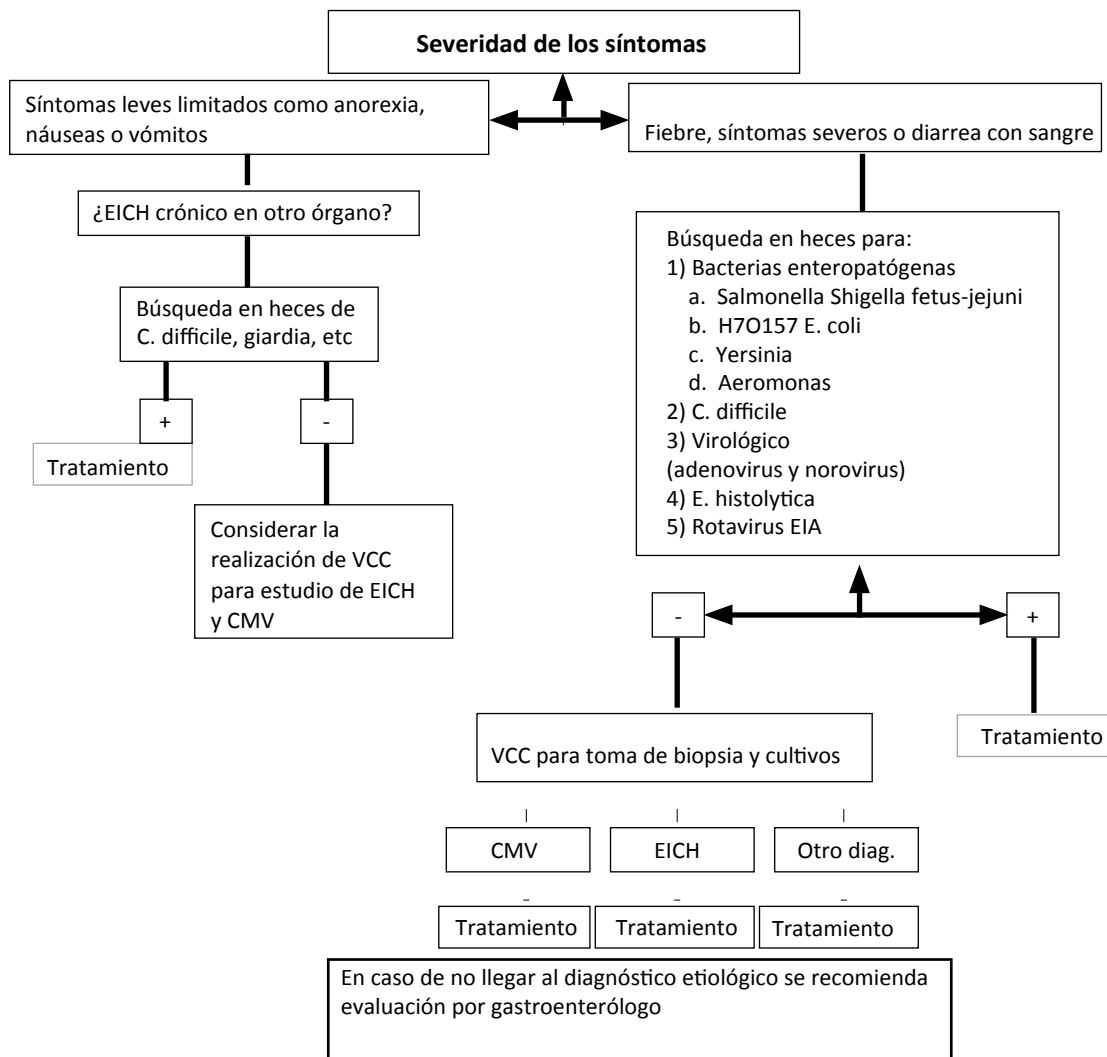 Severidad de los síntomas
Síntomas leves limitados como anorexia,
náuseas o vómitos
Fiebre, síntomas severos o diarrea con sangre
¿EICH crónico en otro órgano?
Búsqueda en heces de
C. difficile, giardia, etc
+
-
Tratamiento
Considerar la
realización de VCC
para estudio de EICH
y CMV
Búsqueda en heces para:
1) Bacterias enteropatógenas
a. Salmonella Shigella fetus-jejuni
b. H7O157 E. coli
c. Yersinia
d. Aeromonas
2) C. difficile
3) Virológico
(adenovirus y norovirus)
4) E. histolytica
5) Rotavirus EIA
-
+
VCC para toma de biopsia y cultivos
Tratamiento
CMV
EICH
Otro diag.
Tratamiento
Tratamiento
Tratamiento
En caso de no llegar al diagnóstico etiológico se recomienda
evaluación por gastroenterólogo